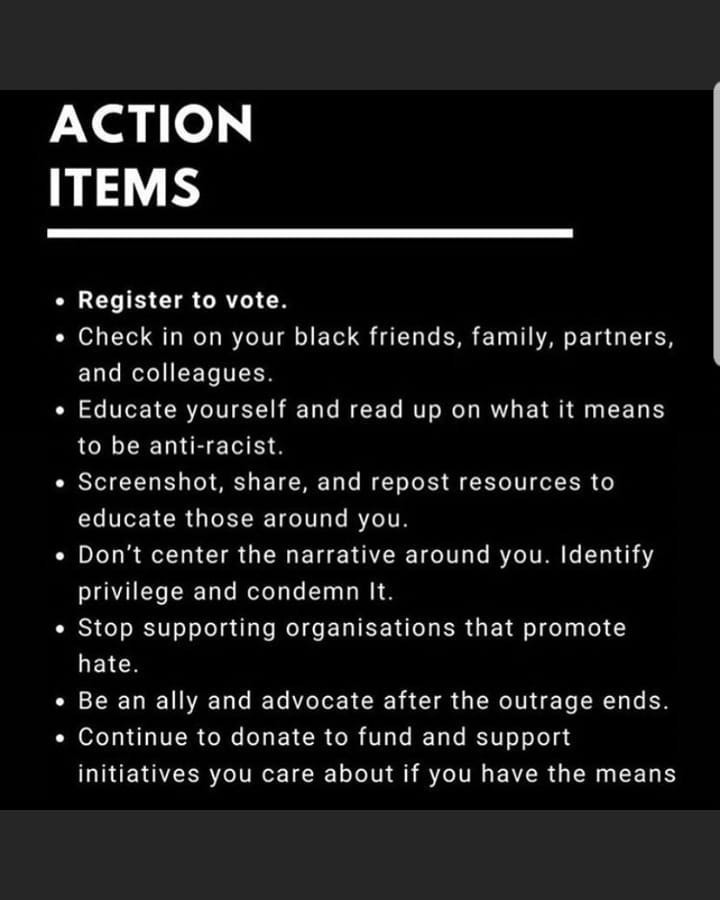 ACTION
ITEMS
• Register to vote.
• Check in on your black friends, family, partners,
and colleagues.
• Educate yourself and read up on what it means
to be anti-racist.
• Screenshot, share, and repost resources to
educate those around you.
• Don't center the narrative around you. Identify
privilege and condemn It.
• Stop supporting organisations that promote
hate.
• Be an ally and advocate after the outrage ends.
• Continue to donate to fund and support
initiatives you care about if you have the means